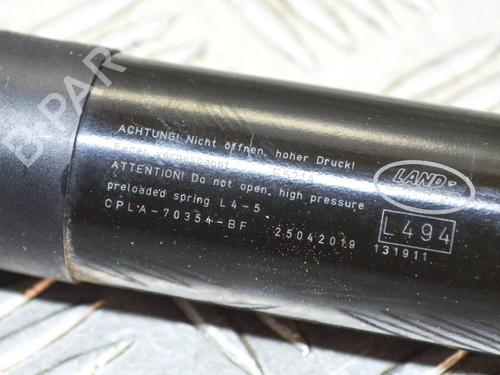 ACHTUNG! Nicht öffnen, hoher Druck!
ATTENTION! Do not open, high pressure
preloaded spring L4-5
CPLA-70354-BF 25042019
LAND-
L494
131911
B-PARTS